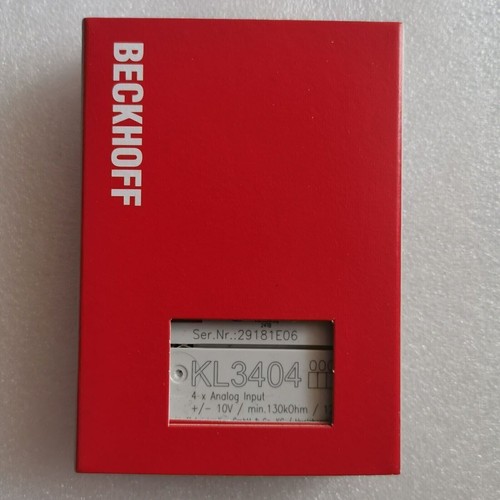 BECKHOFF
Ser.Nr.:29181E06
KL3404
4 x Analog Input
+/- 10V / min.130kOhm /